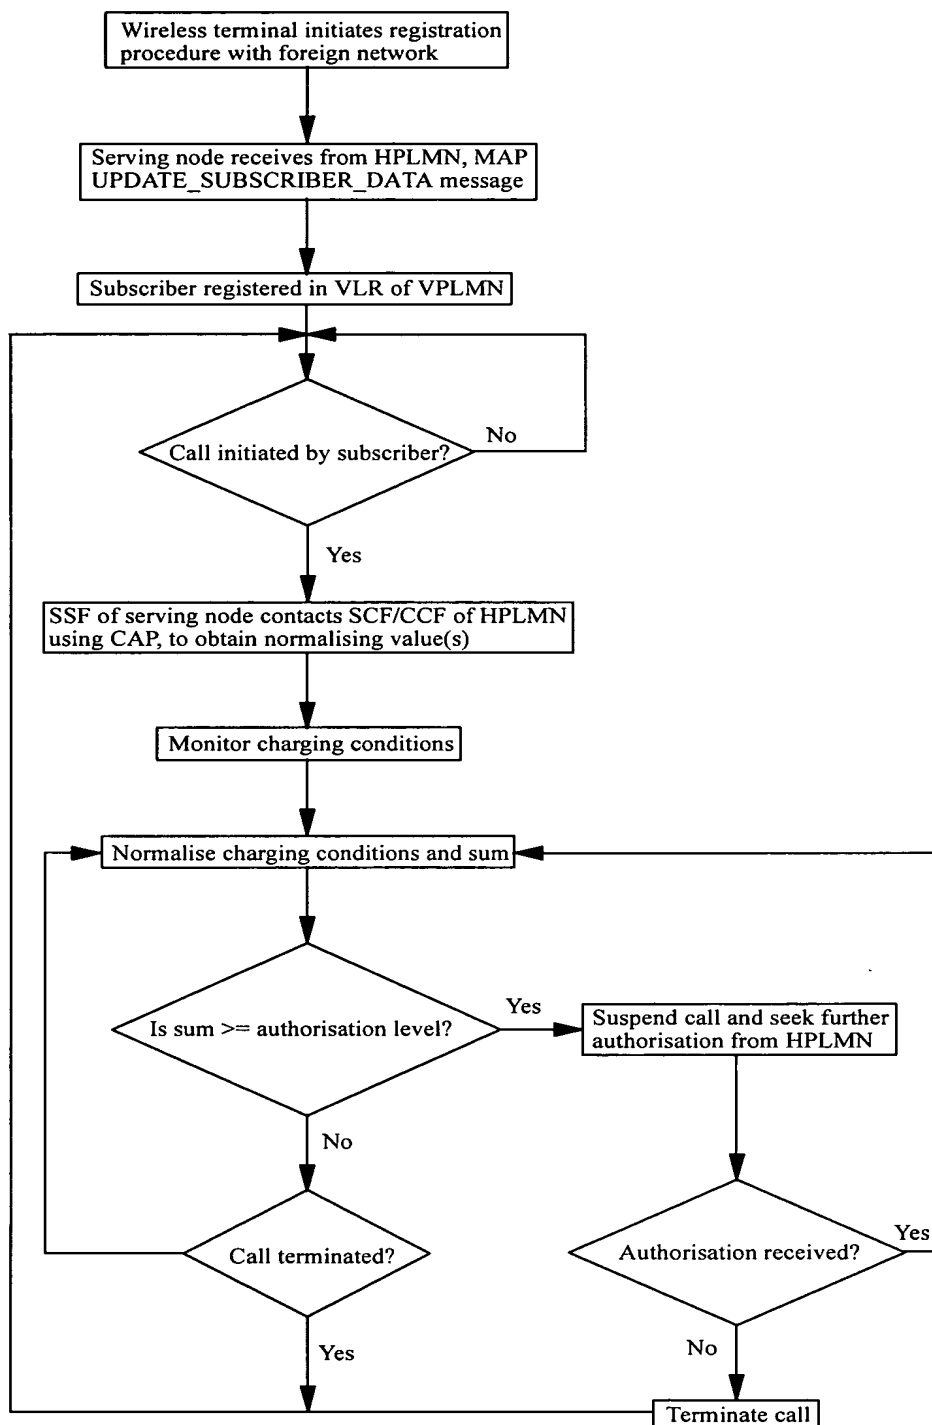 Wireless terminal initiates registration
procedure with foreign network
Serving node receives from HPLMN, MAP
UPDATE_SUBSCRIBER_DATA message
Subscriber registered in VLR of VPLMN
Call initiated by subscriber?
No
Yes
SSF of serving node contacts SCF/CCF of HPLMN
using CAP, to obtain normalising value(s)
Monitor charging conditions
Normalise charging conditions and sum
Is sum >= authorisation level?
Yes
Suspend call and seek further
authorisation from HPLMN
No
Call terminated?
Authorisation received?
Yes
Yes
No
Terminate call